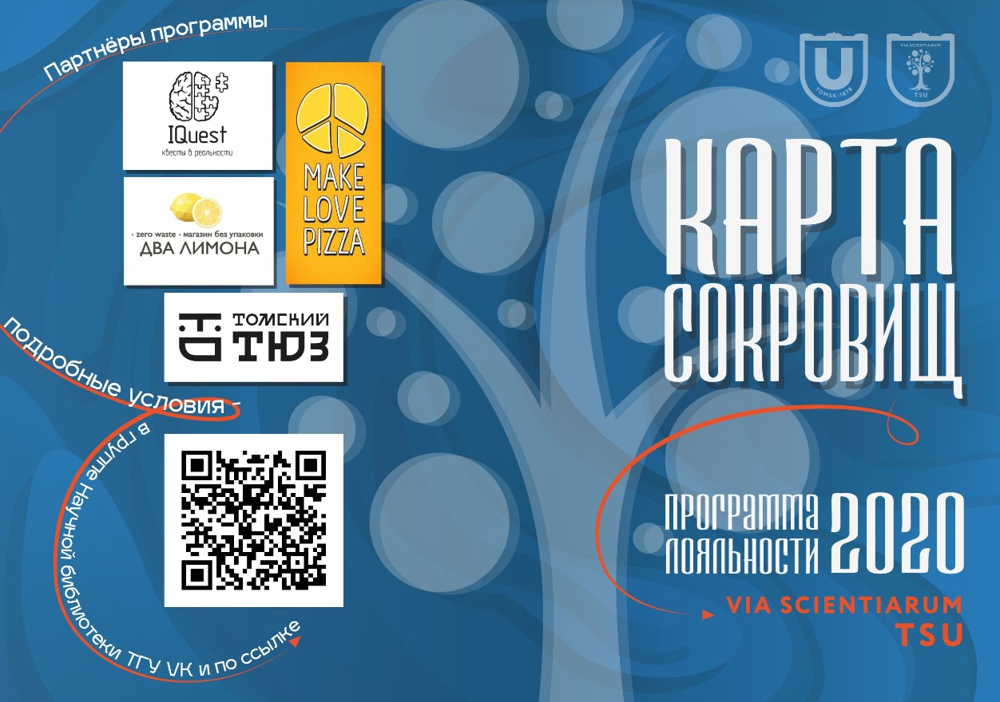 Партнёры программы
IQuest
квесты в реальности
· zero waste · магазин без упаковки
ДВА ЛИМОНА
MAKE
LOVE
PIZZA
ТОМСКИЙ
ТЮЗ
подробные условия -
в группе Научной библиотеки ТГУ VK и по ссылке
U
TOMSK·1878
VIA SCIENTIARUM
TSU
КАРТА
СОКРОВИЩ
ПРОГРАММА
ЛОЯЛЬНОСТИ 2020
VIA SCIENTIARUM
TSU